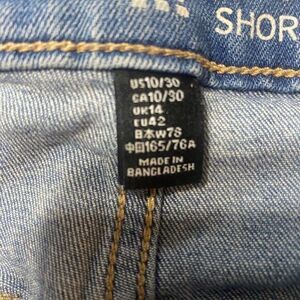 SHOR
US10/30
CA10/30
UK14
EU42
日本W78
中国165/76A
MADE IN
BANGLADESH